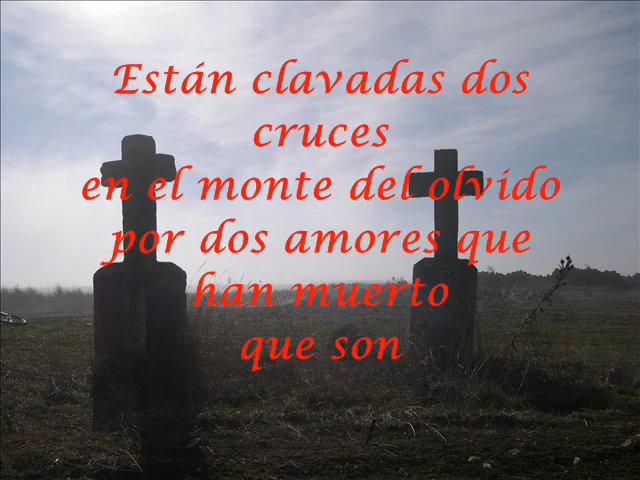 Están clavadas dos
cruces
en el monte del olvido
por dos amores que
han muerto
que son